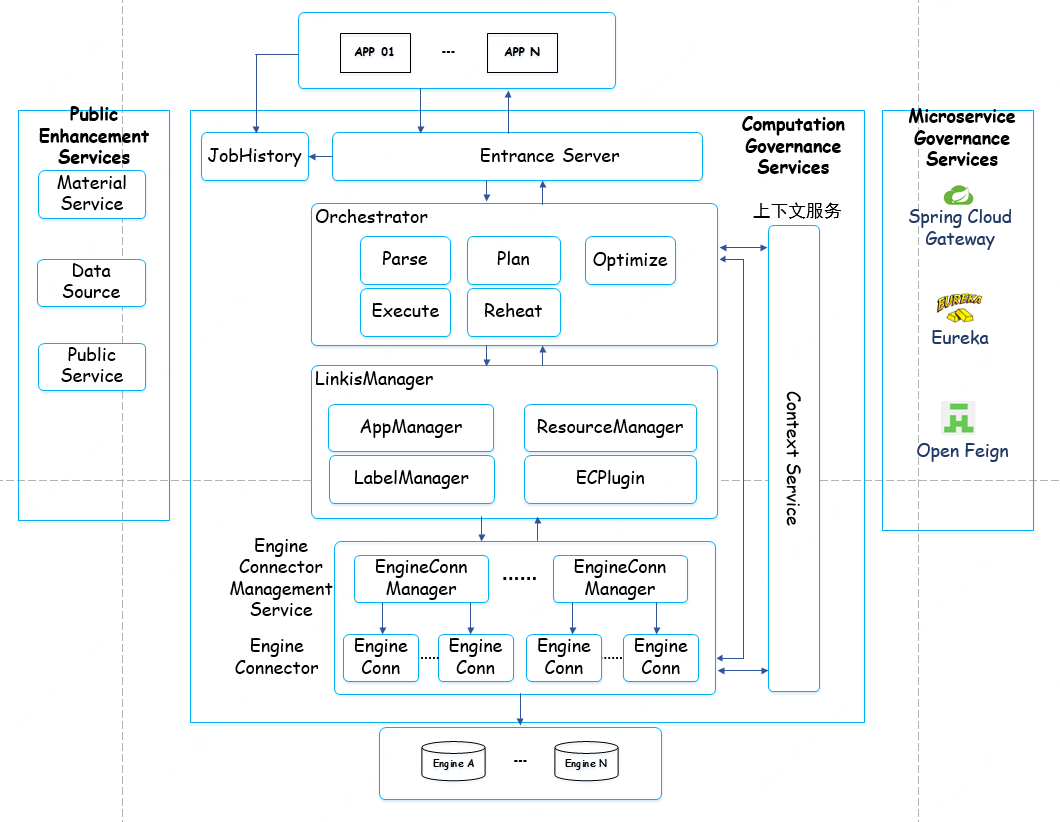 APP 01
---
APP N
Public
Enhancement
Services
Material
Service
Data
Source
Public
Service
JobHistory
Entrance Server
Computation
Governance
Services
上下文服务
Orchestrator
Parse
Plan
Optimize
Execute
Reheat
LinkisManager
AppManager
ResourceManager
LabelManager
ECPlugin
Context Service
Engine
Connector
Management
Service
EngineConn
Manager
......
EngineConn
Manager
Engine
Connector
Engine
Conn
......
Engine
Conn
Engine
Conn
......
Engine
Conn
Engine A
---
Engine N
Microservice
Governance
Services
Spring Cloud
Gateway
EUREKA
Eureka
Open Feign